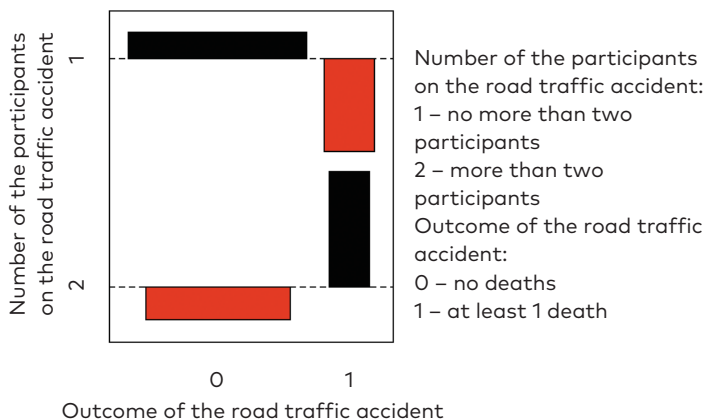 Number of the participants
on the road traffic accident
1
2
0
1
Outcome of the road traffic accident
Number of the participants
on the road traffic accident:
1 – no more than two
participants
2 – more than two
participants
Outcome of the road traffic
accident:
0 – no deaths
1 – at least 1 death